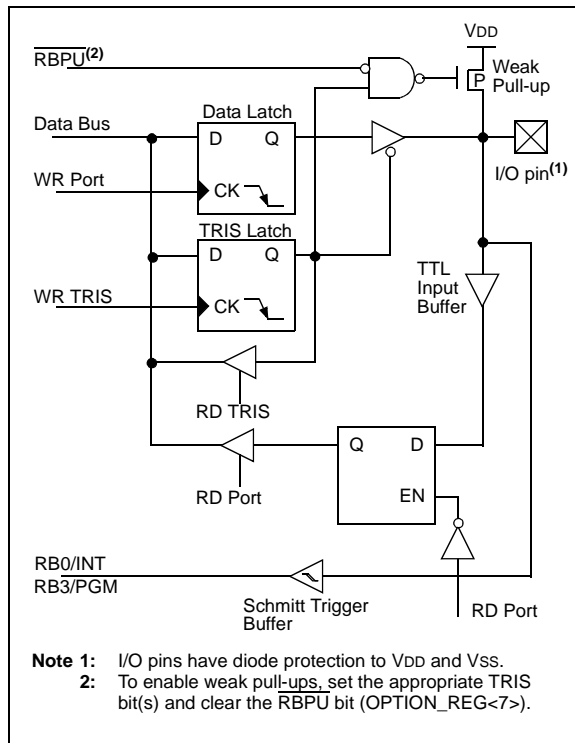 VDD
RBPU(2)
P
Weak
Pull-up
Data Latch
Data Bus
D Q
I/O pin(1)
WR Port
CK
TRIS Latch
D Q
TTL
Input
Buffer
WR TRIS
CK
RD TRIS
Q D
RD Port
EN
RB0/INT
RB3/PGM
Schmitt Trigger
Buffer
RD Port
Note 1: I/O pins have diode protection to VDD and VSS.
2: To enable weak pull-ups, set the appropriate TRIS
bit(s) and clear the RBPU bit (OPTION_REG<7>).